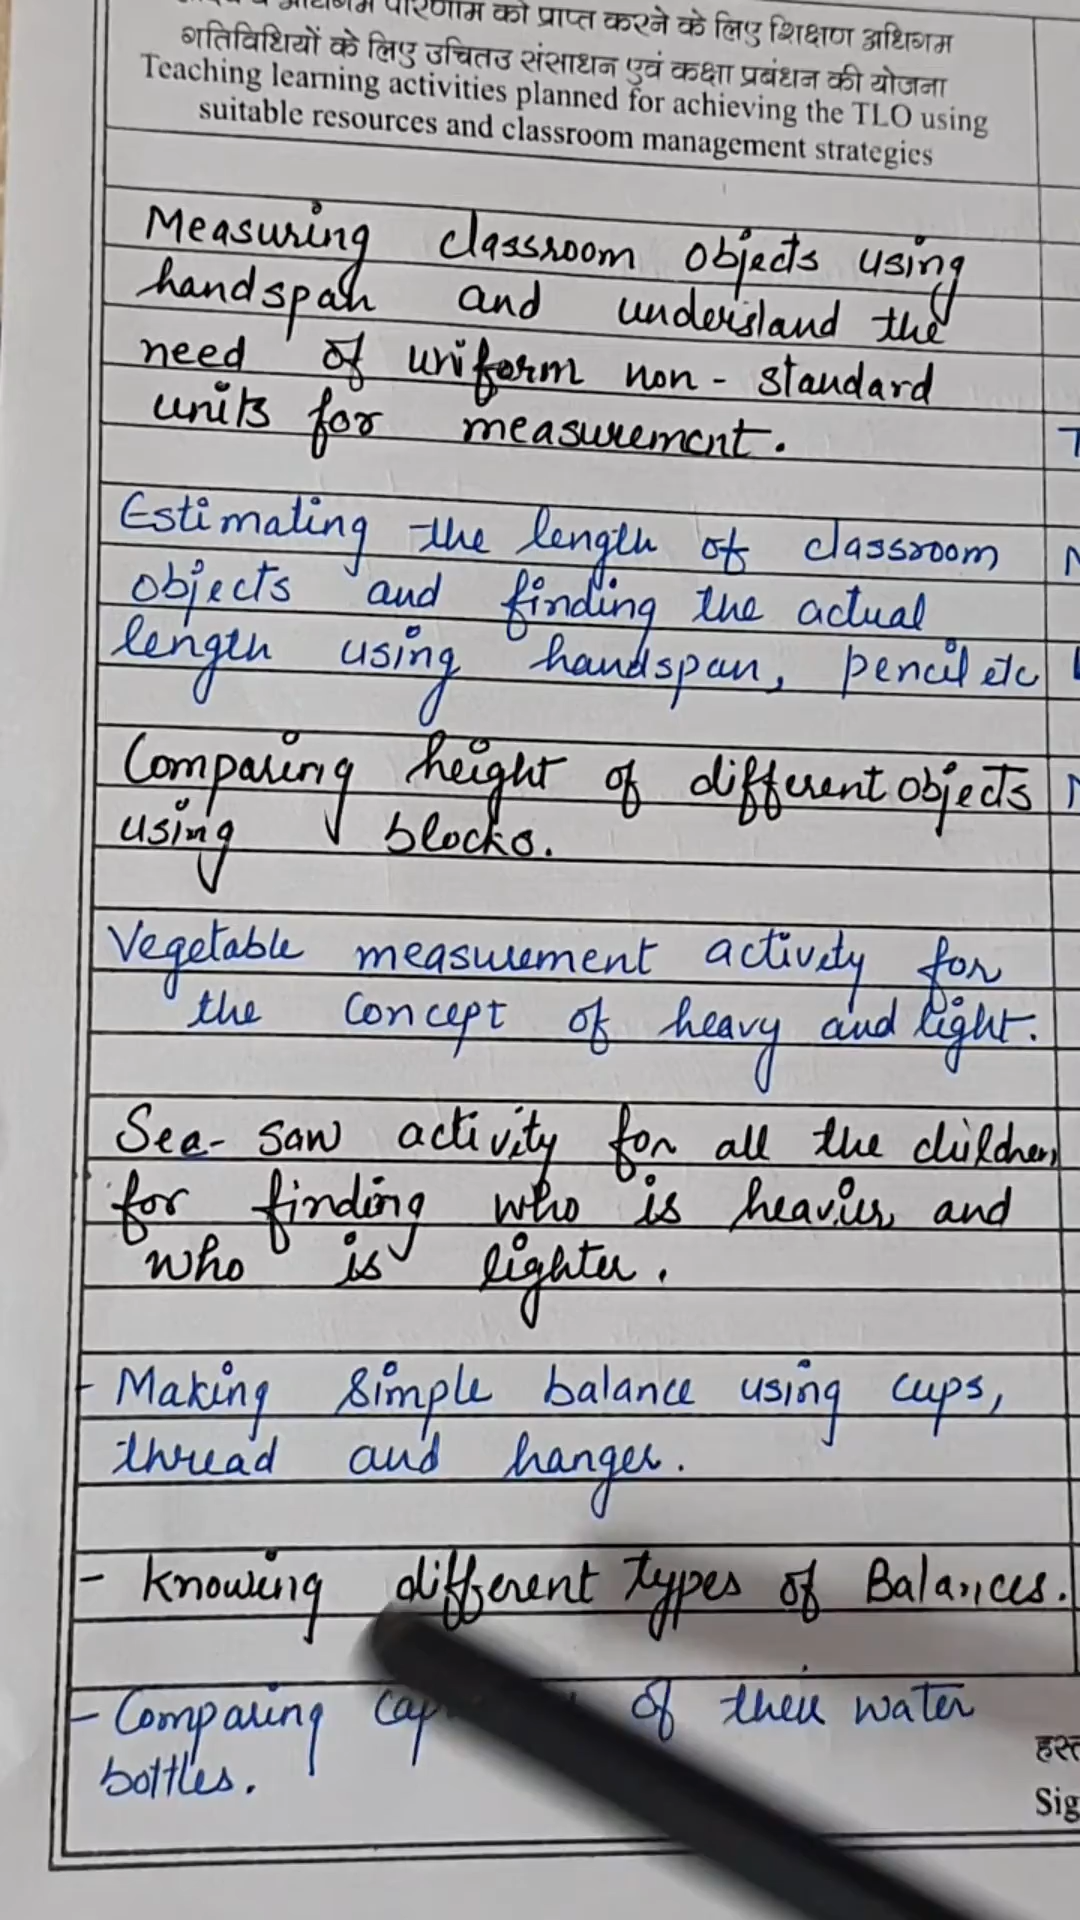 परिणाम को प्राप्त करने के लिए शिक्षण अधिगम
गतिविधियों के लिए उचितउ संसाधन एवं कक्षा प्रबंधन की योजना
Teaching learning activities planned for achieving the TLO using
suitable resources and classroom management strategies
Measuring classroom objects using
handspan and understand the
need of uniform non-standard
units for measurement.
Estimating the length of classroom
objects and finding the actual
length using handspan, pencil etc
Comparing height of different objects
using blocks.
Vegetable measurement activity for
the concept of heavy and light.
Sea-saw activity for all the children
for finding who is heavier and
who is lighter.
- Making simple balance using cups,
thread and hanger.
- Knowing different types of Balances.
- Comparing of their water
bottles.